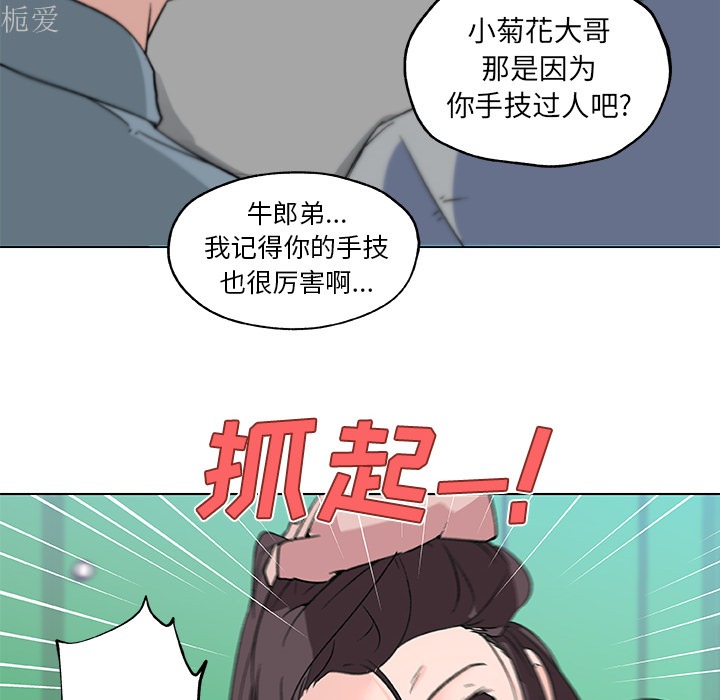 栀爱
小菊花大哥
那是因为
你手技过人吧?
牛郎弟...
我记得你的手技
也很厉害啊...
抓起—!